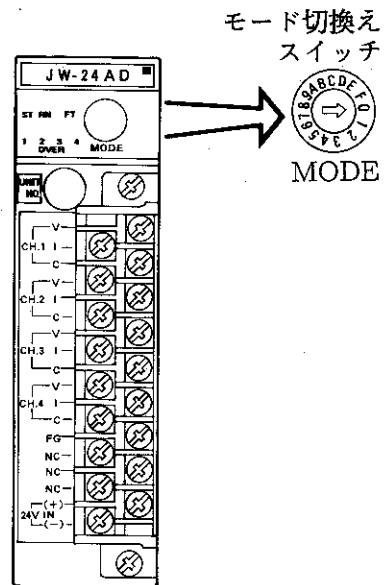 モード切換え
スイッチ
JW-24AD
ST RN FT
1 2 3 4
OVER MODE
UNIT
NO.
V
CH.1 I
C
V
CH.2 I
C
V
CH.3 I
C
V
CH.4 I
C
FG
NC
NC
NC
(+)
24V IN
(−)
0123456789ABCDEF
MODE